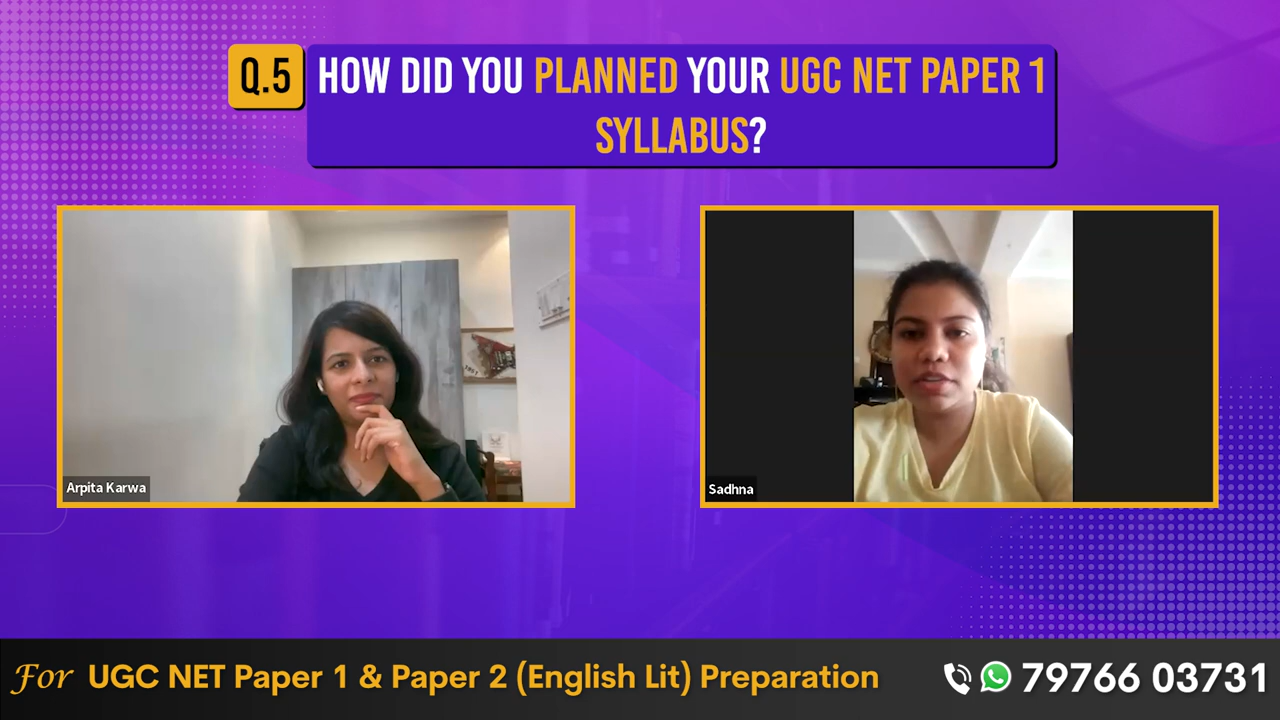 Q.5 HOW DID YOU PLANNED YOUR UGC NET PAPER 1
SYLLABUS?
Arpita Karwa
Sadhna
For UGC NET Paper 1 & Paper 2 (English Lit) Preparation
79766 03731